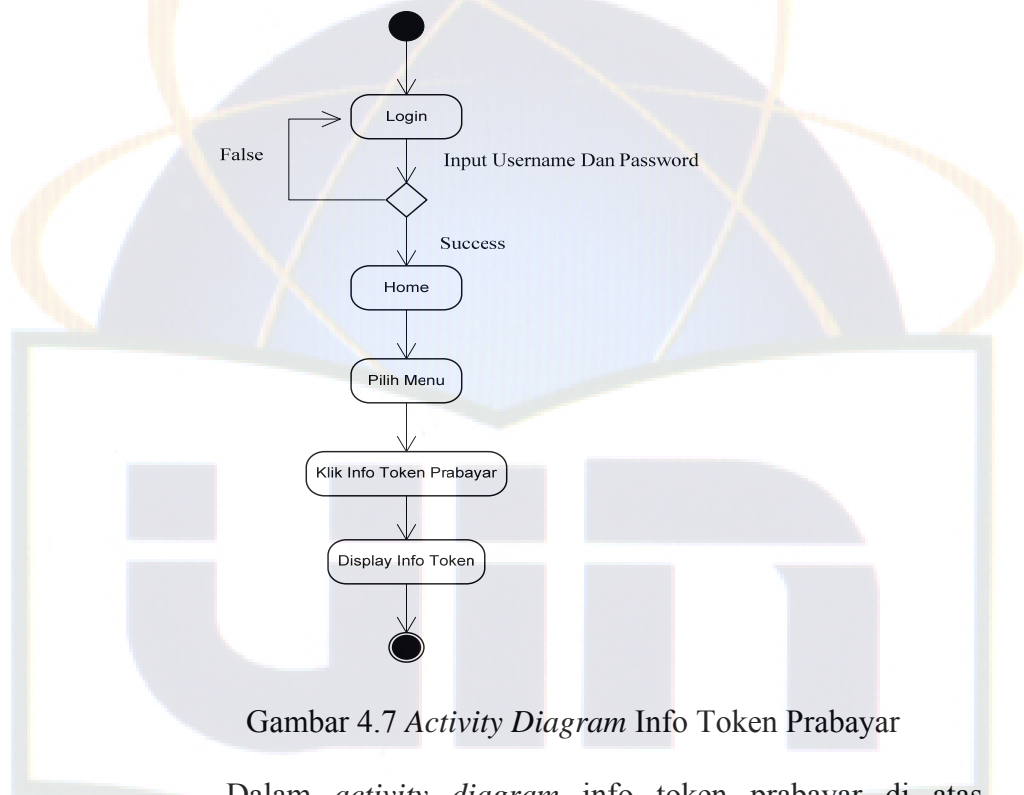 Login
False
Input Username Dan Password
Success
Home
Pilih Menu
Klik Info Token Prabayar
Display Info Token
Gambar 4.7 Activity Diagram Info Token Prabayar
Dalam activity diagram info token prabayar di atas
uin